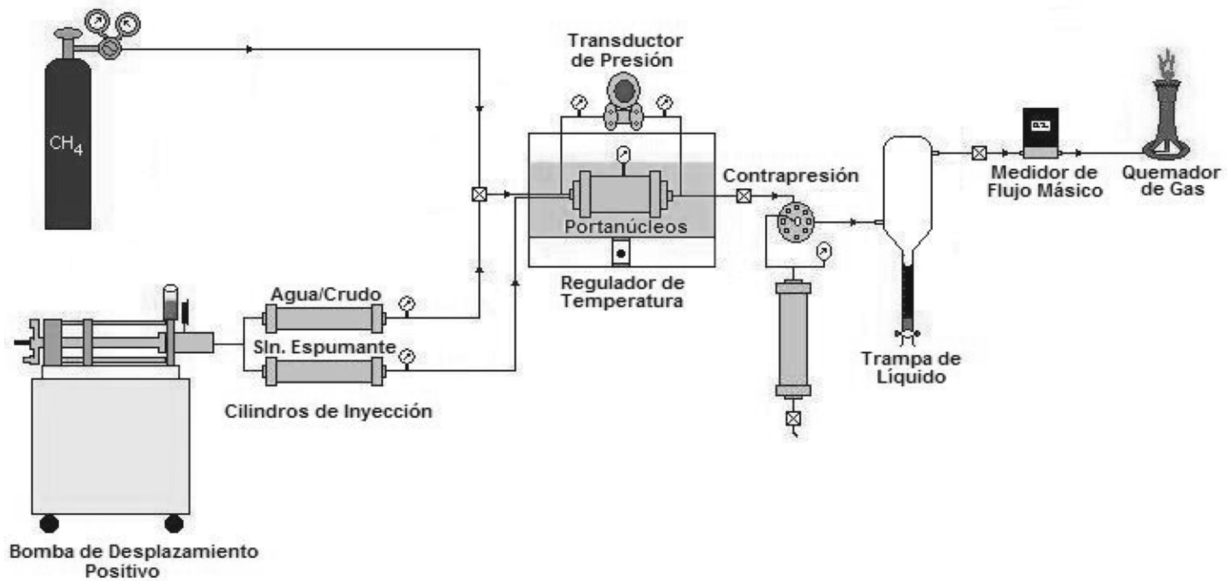 Transductor
de Presión
CH4
Contrapresión
Medidor de
Flujo Másico
Quemador
de Gas
Portanúcleos
Regulador de
Temperatura
Agua/Crudo
Sln. Espumante
Cilindros de Inyección
Trampa de
Líquido
Bomba de Desplazamiento
Positivo